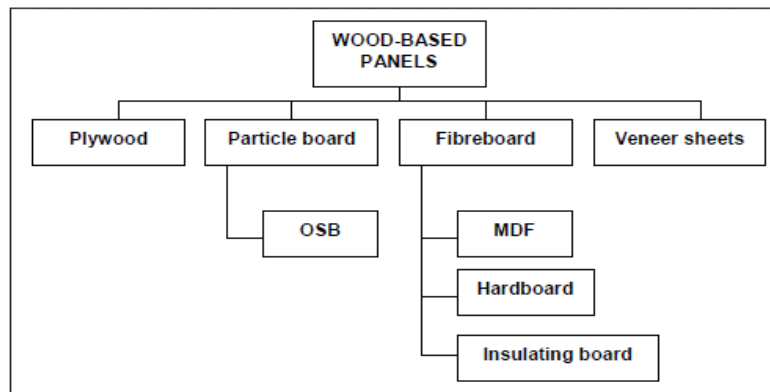 WOOD-BASED
PANELS
Plywood
Particle board
Fibreboard
Veneer sheets
OSB
MDF
Hardboard
Insulating board